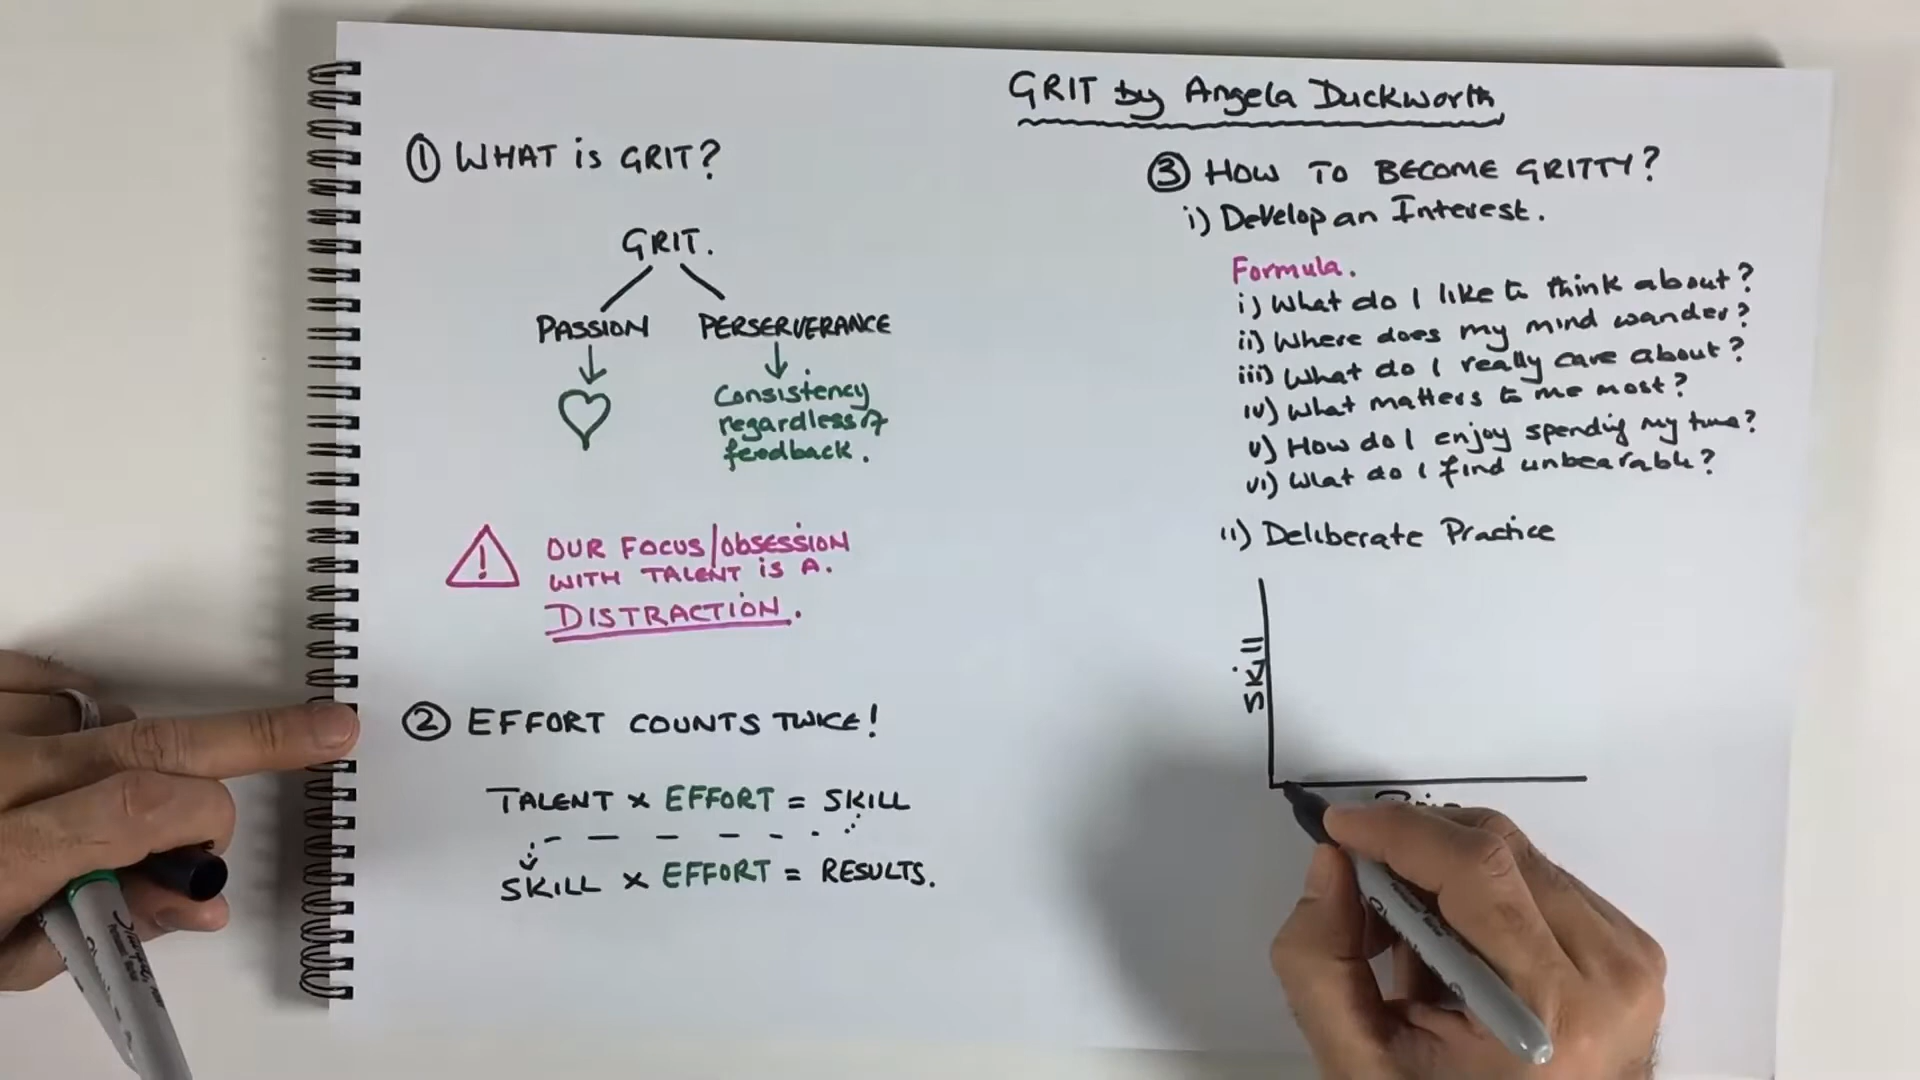 GRIT by Angela Duckworth
① WHAT is GRIT?
GRIT.
PASSION PERSERVERANCE
Consistency
regardless of
feedback.
! OUR FOCUS/OBSESSION
WITH TALENT iS A.
DISTRACTION.
② EFFORT COUNTS TWICE!
TALENT × EFFORT = SKILL
SKILL × EFFORT = RESULTS.
③ HOW TO BECOME GRITTY?
i) Develop an Interest.
Formula.
i) What do I like to think about?
ii) Where does my mind wander?
iii) What do I really care about?
iv) What matters to me most?
v) How do I enjoy spending my time?
vi) What do I find unbearable?
ii) Deliberate Practice
Skill